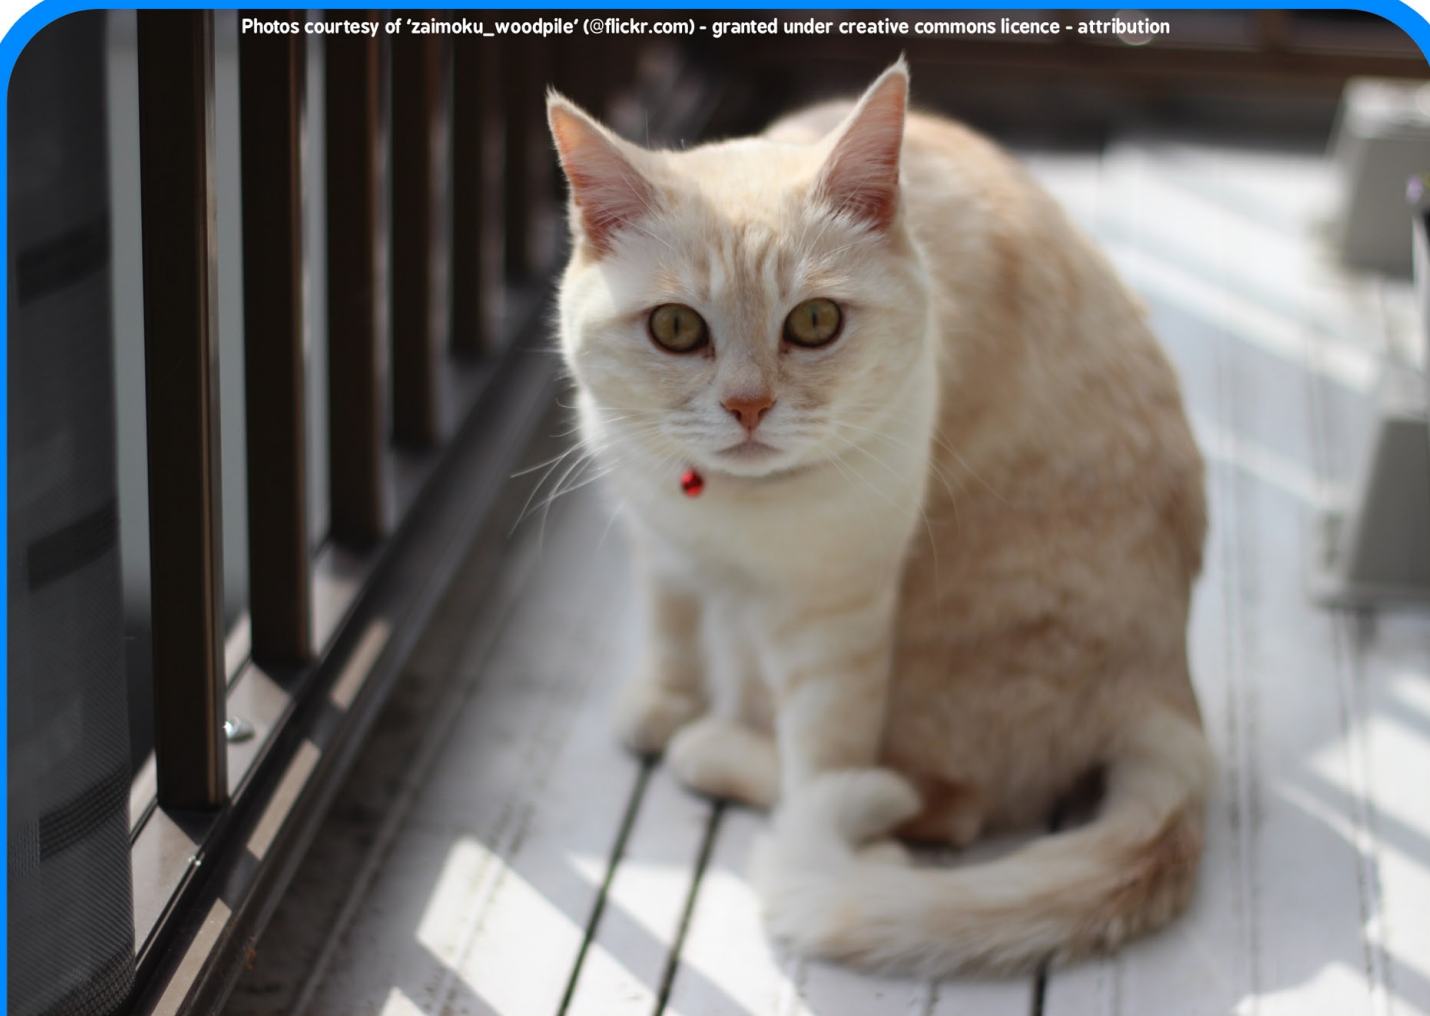 Photos courtesy of ‘zaimoku_woodpile’ (@flickr.com) - granted under creative commons licence - attribution